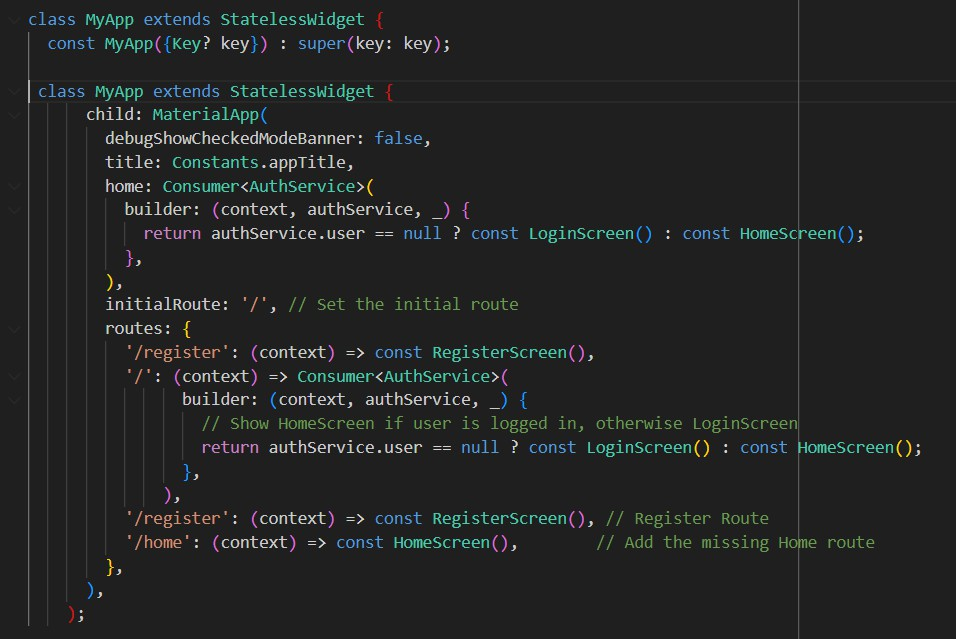 class MyApp extends StatelessWidget {
  const MyApp({Key? key}) : super(key: key);

 class MyApp extends StatelessWidget {
      child: MaterialApp(
        debugShowCheckedModeBanner: false,
        title: Constants.appTitle,
        home: Consumer<AuthService>(
          builder: (context, authService, _) {
            return authService.user == null ? const LoginScreen() : const HomeScreen();
          },
        ),
        initialRoute: '/', // Set the initial route
        routes: {
          '/register': (context) => const RegisterScreen(),
          '/': (context) => Consumer<AuthService>(
                builder: (context, authService, _) {
                  // Show HomeScreen if user is logged in, otherwise LoginScreen
                  return authService.user == null ? const LoginScreen() : const HomeScreen();
                },
              ),
          '/register': (context) => const RegisterScreen(), // Register Route
          '/home': (context) => const HomeScreen(),        // Add the missing Home route
        },
      ),
    );